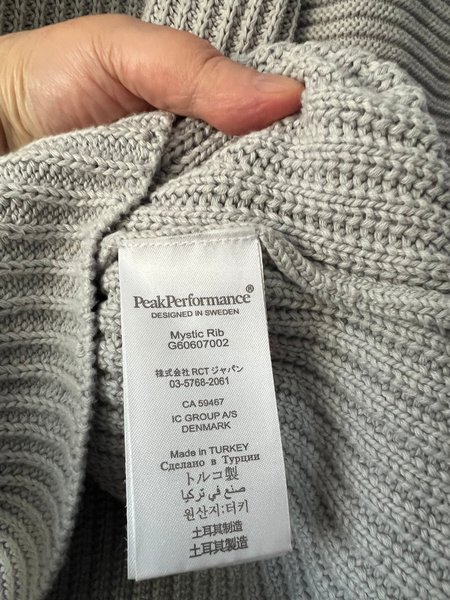 PeakPerformance®
DESIGNED IN SWEDEN
Mystic Rib
G60607002
株式会社 RCT ジャパン
03-5768-2061
CA 59467
IC GROUP A/S
DENMARK
Made in TURKEY
Сделано в Турции
トルコ製
صنع في تركيا
원산지:터키
土耳其制造
土耳其製造